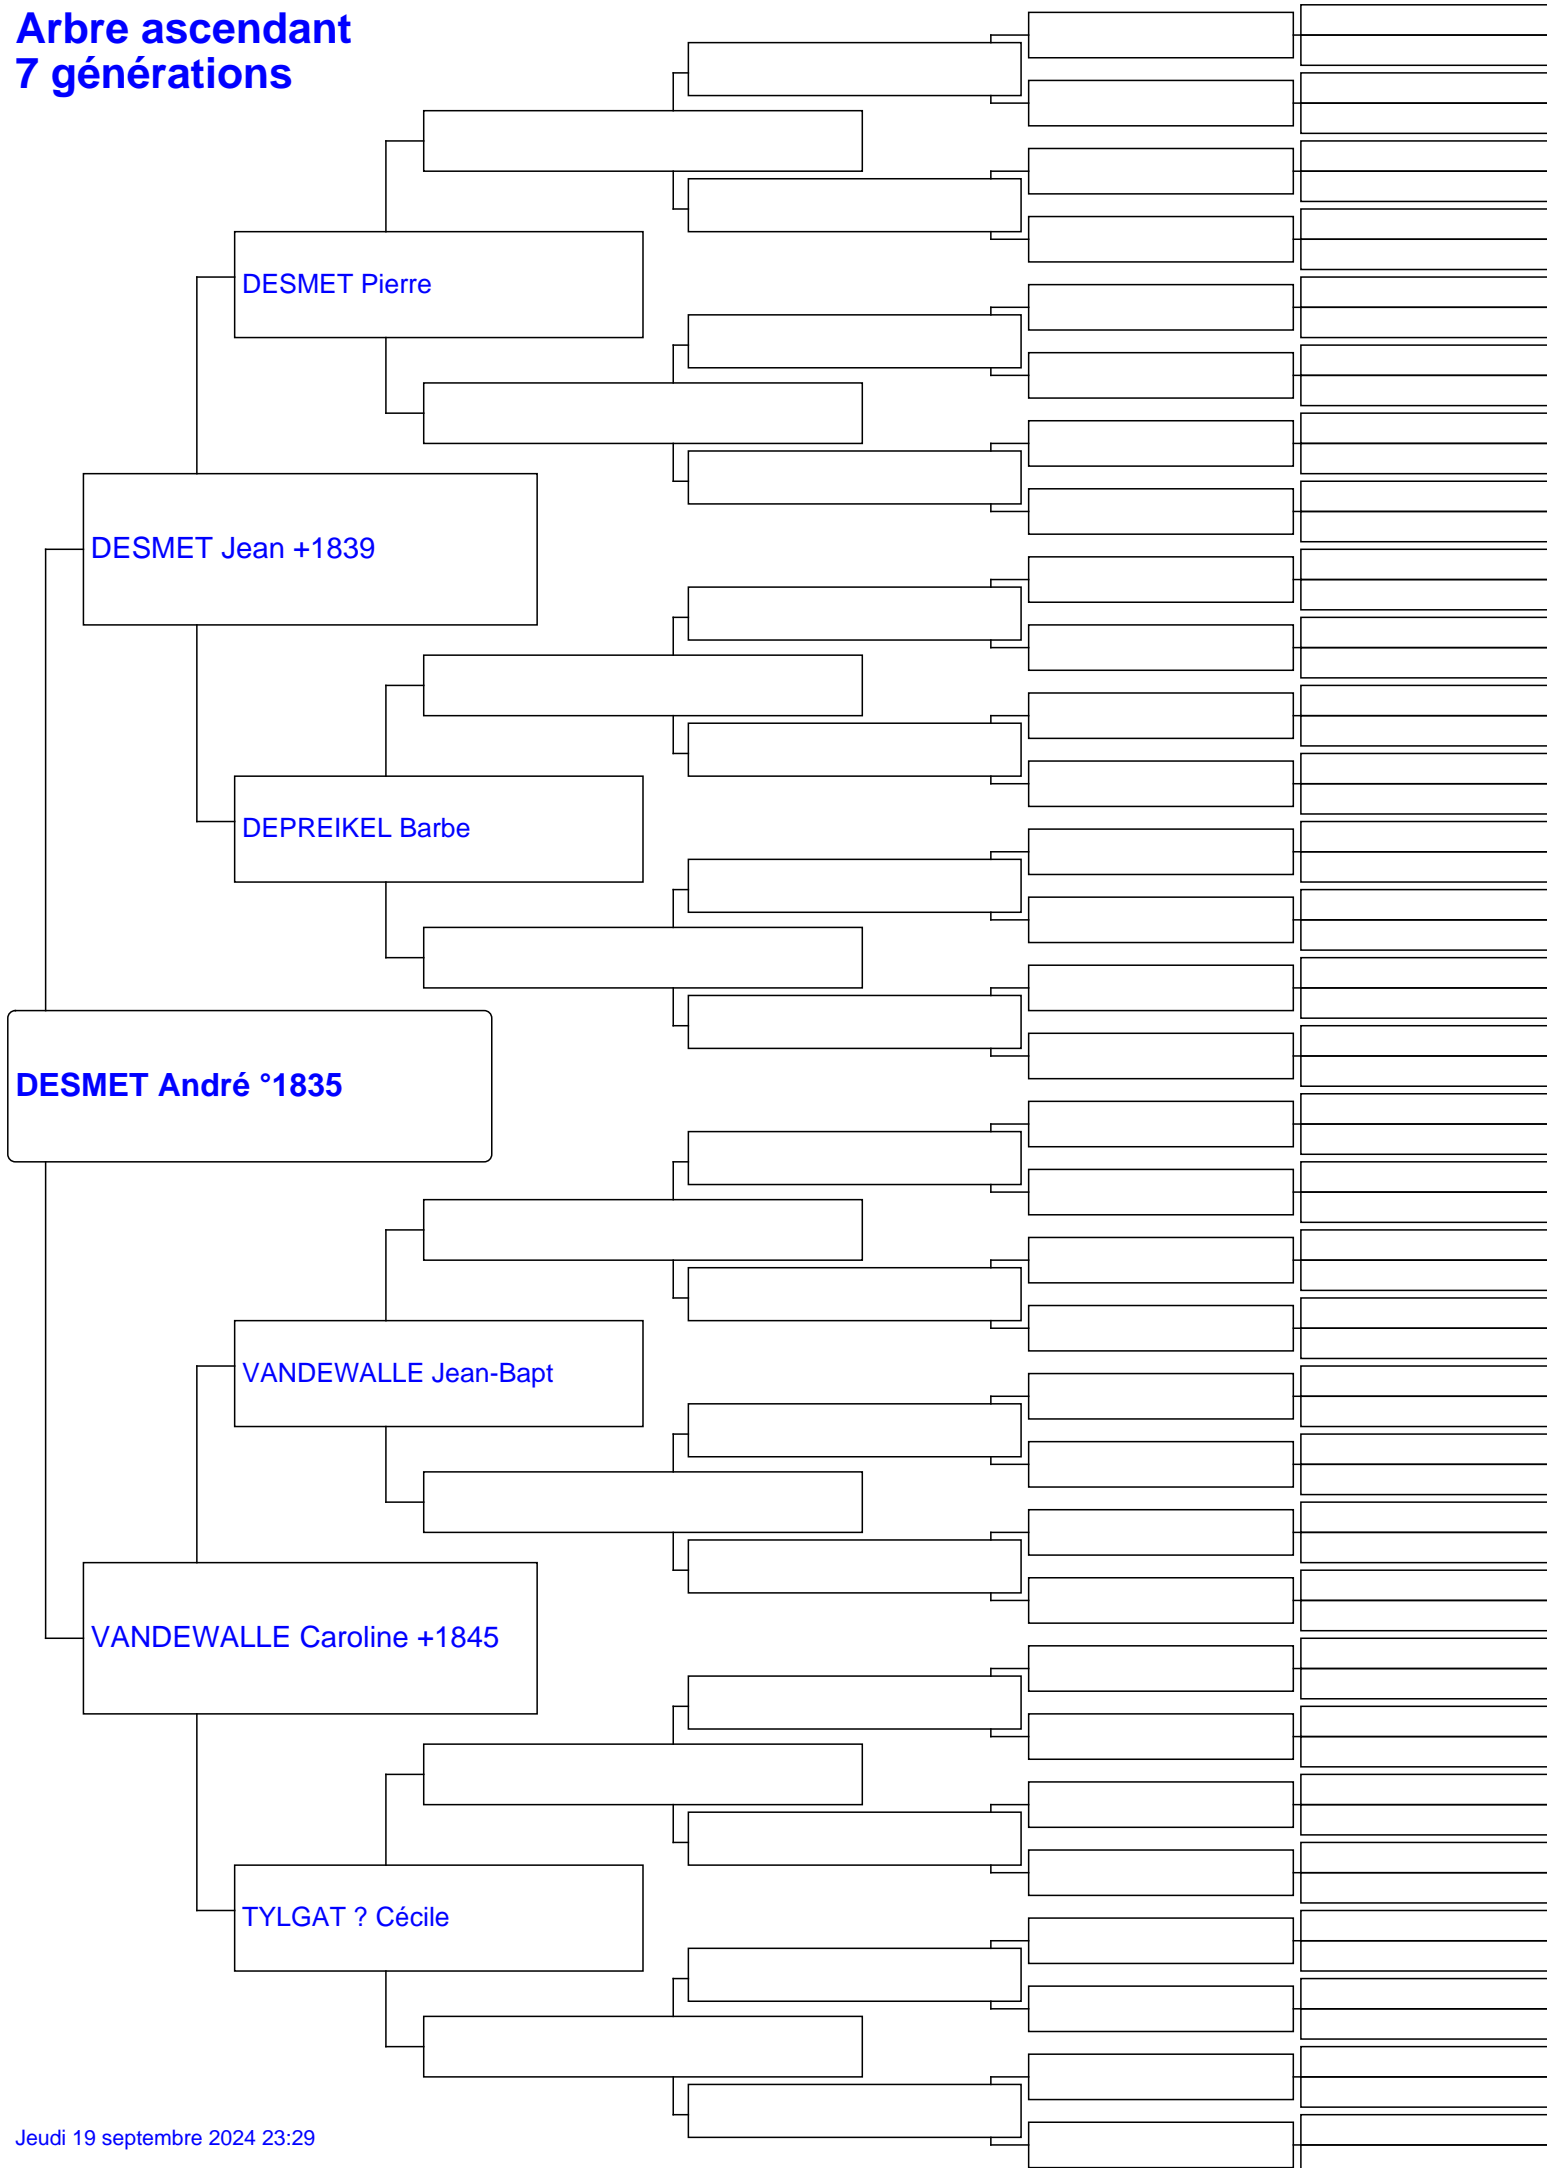 Arbre ascendant
7 générations
DESMET Pierre
DESMET Jean +1839
DEPREIKEL Barbe
DESMET André °1835
VANDEWALLE Jean-Bapt
VANDEWALLE Caroline +1845
TYLGAT ? Cécile
Jeudi 19 septembre 2024 23:29